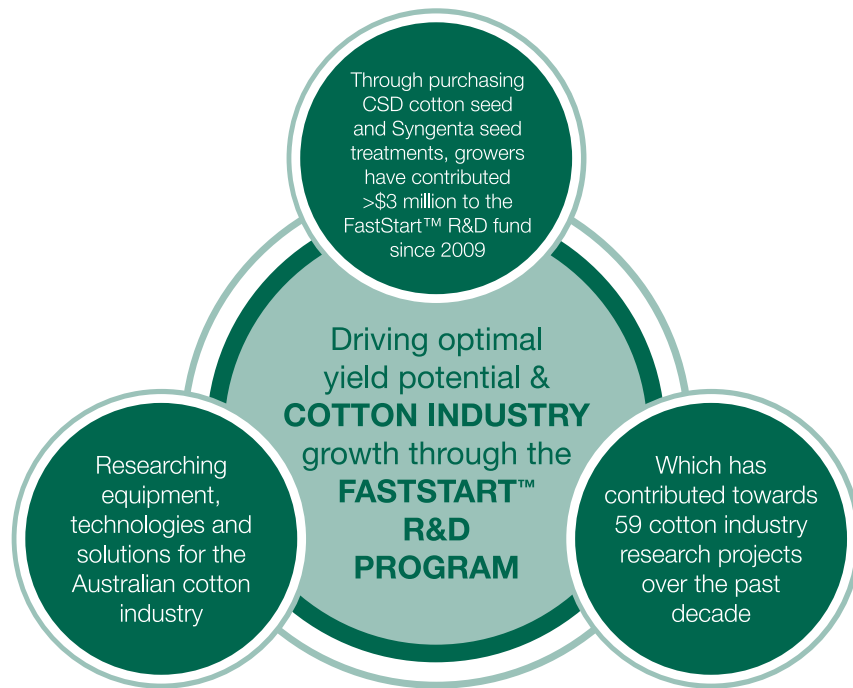 Through purchasing
CSD cotton seed
and Syngenta seed
treatments, growers
have contributed
>$3 million to the
FastStart™ R&D fund
since 2009
Driving optimal
yield potential &
COTTON INDUSTRY
growth through the
FASTSTART™
R&D
PROGRAM
Researching
equipment,
technologies and
solutions for the
Australian cotton
industry
Which has
contributed towards
59 cotton industry
research projects
over the past
decade